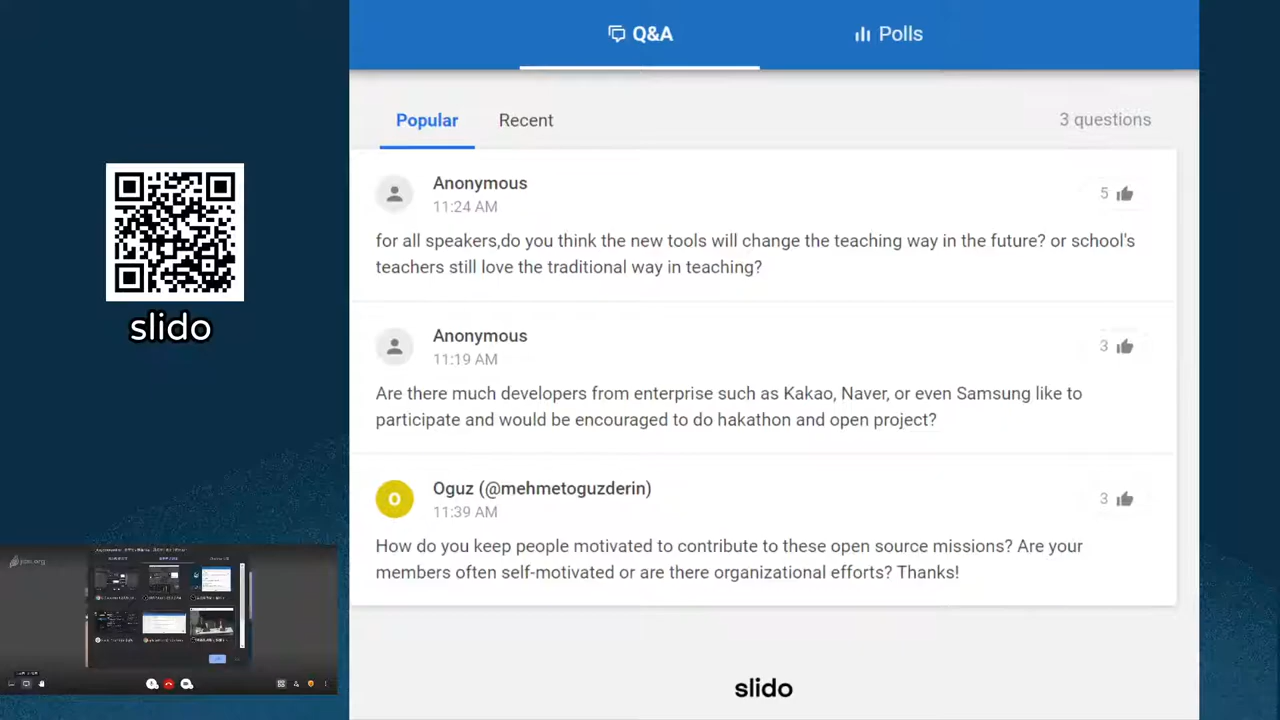 Q&A
Polls
Popular
Recent
3 questions
Anonymous
11:24 AM
5
for all speakers,do you think the new tools will change the teaching way in the future? or school's
teachers still love the traditional way in teaching?
Anonymous
11:19 AM
3
Are there much developers from enterprise such as Kakao, Naver, or even Samsung like to
participate and would be encouraged to do hakathon and open project?
O
Oguz (@mehmetoguzderin)
11:39 AM
3
How do you keep people motivated to contribute to these open source missions? Are your
members often self-motivated or are there organizational efforts? Thanks!
slido
slido